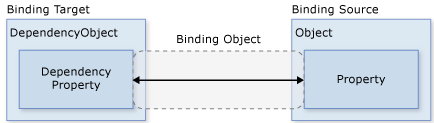 Binding Target
DependencyObject
Dependency
Property
Binding Object
Binding Source
Object
Property